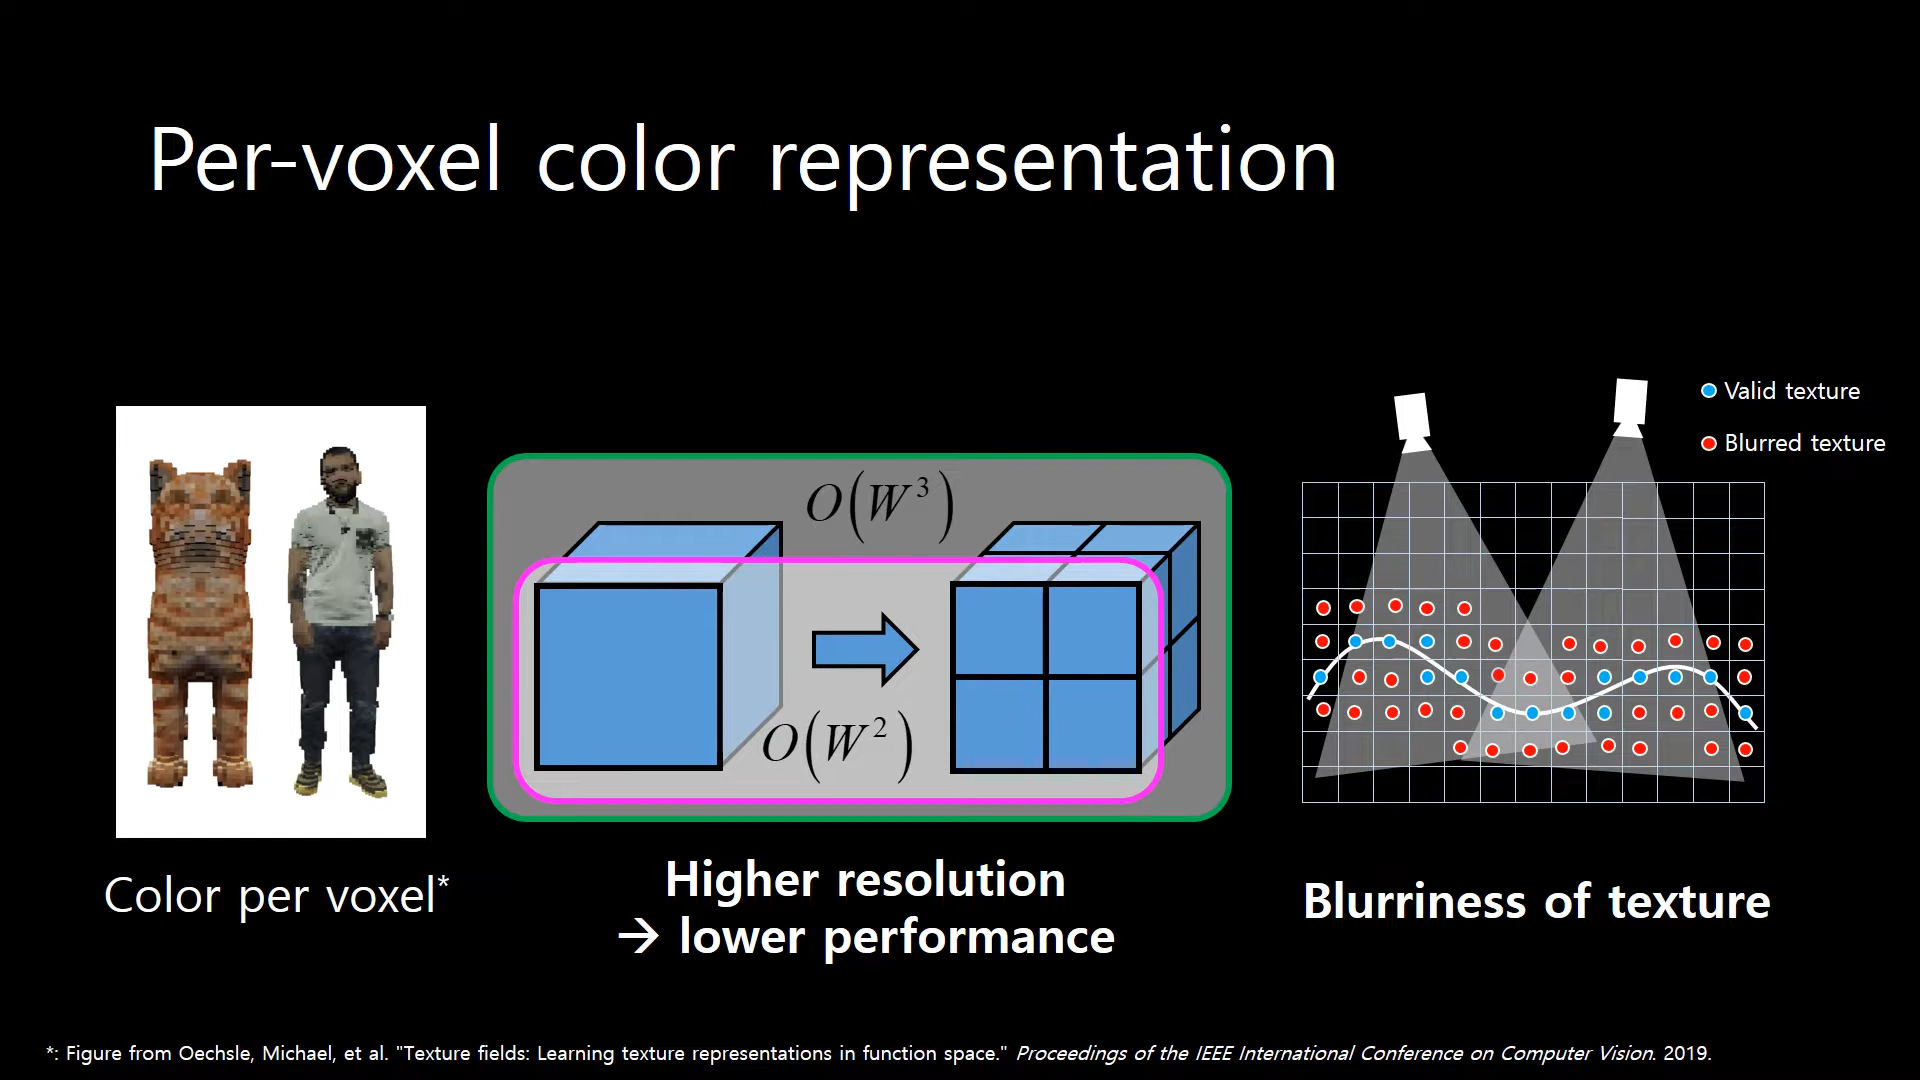 Per-voxel color representation
Valid texture
Blurred texture
O(W³)
O(W²)
Color per voxel*
Higher resolution
→ lower performance
Blurriness of texture
*: Figure from Oechsle, Michael, et al. "Texture fields: Learning texture representations in function space." Proceedings of the IEEE International Conference on Computer Vision. 2019.